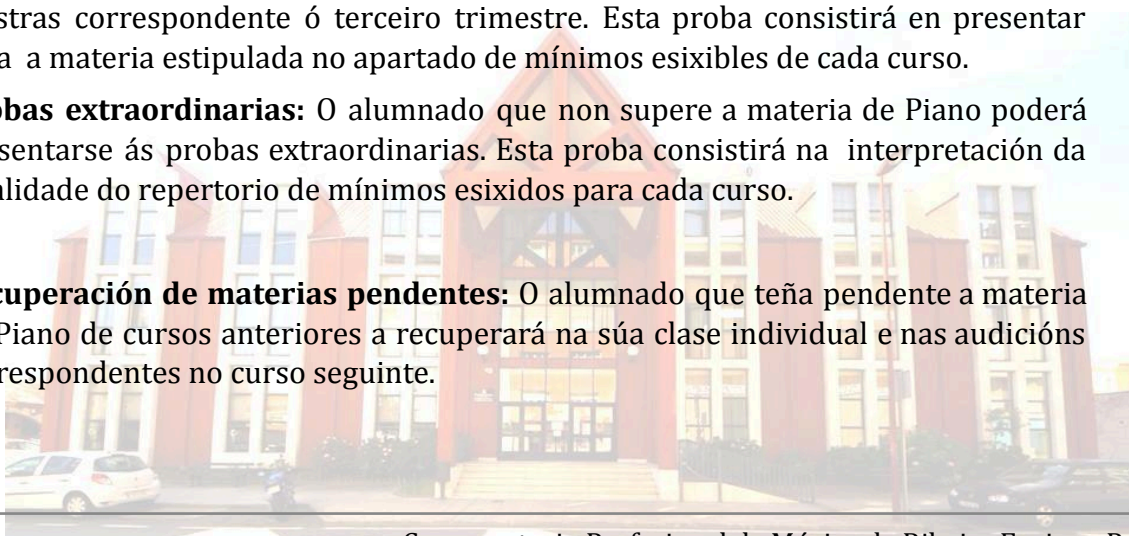 stras correspondente ó terceiro trimestre. Esta proba consistirá en presentar
a a materia estipulada no apartado de mínimos esixibles de cada curso.
obas extraordinarias: O alumnado que non supere a materia de Piano poderá
sentarse ás probas extraordinarias. Esta proba consistirá na interpretación da
alidade do repertorio de mínimos esixidos para cada curso.
cuperación de materias pendentes: O alumnado que teña pendente a materia
Piano de cursos anteriores a recuperará na súa clase individual e nas audicións
respondentes no curso seguinte.